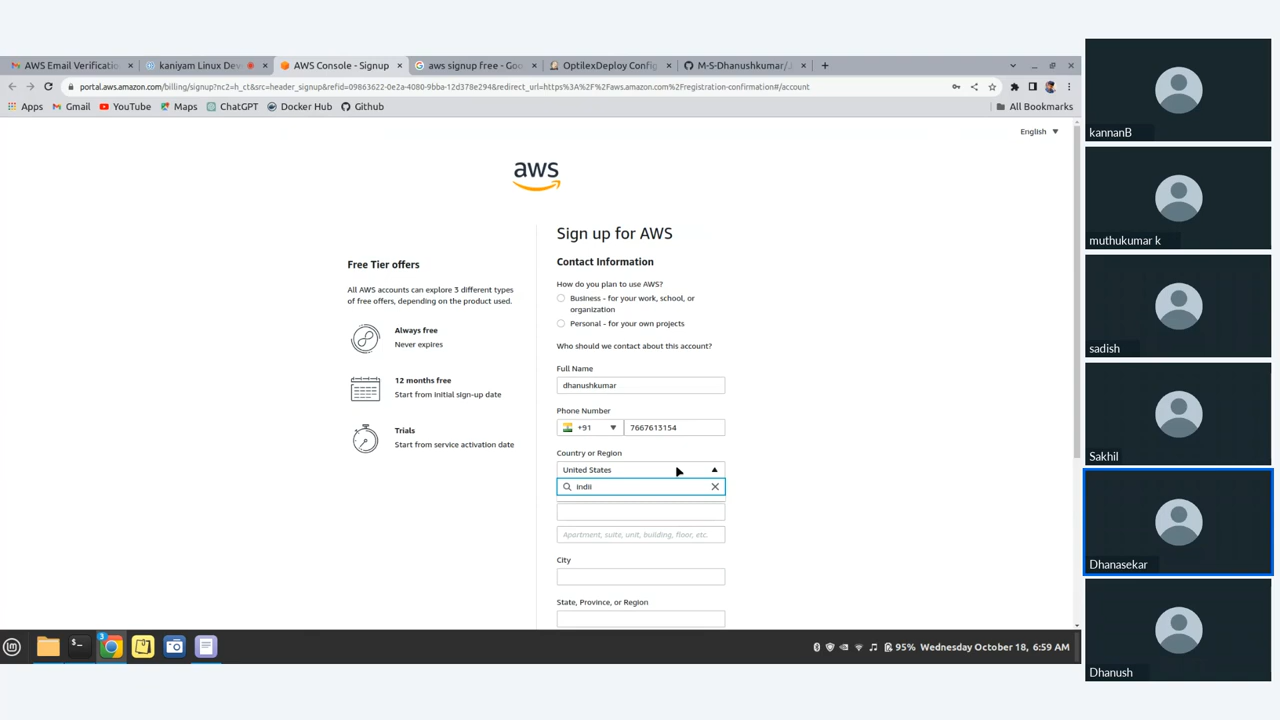 AWS Email Verificatio
kaniyam Linux Dev
AWS Console - Signup
aws signup free - Goo
OptilexDeploy Config
M-S-Dhanushkumar/J
portal.aws.amazon.com/billing/signup?nc2=h_ct&src=header_signup&refid=09863622-0e2a-4080-9bba-12d378e294&redirect_url=https%3A%2F%2Faws.amazon.com%2Fregistration-confirmation#/account
Apps
Gmail
YouTube
Maps
ChatGPT
Docker Hub
Github
All Bookmarks
English
aws
Free Tier offers
All AWS accounts can explore 3 different types
of free offers, depending on the product used.
Always free
Never expires
12 months free
Start from initial sign-up date
Trials
Start from service activation date
Sign up for AWS
Contact Information
How do you plan to use AWS?
Business - for your work, school, or
organization
Personal - for your own projects
Who should we contact about this account?
Full Name
dhanushkumar
Phone Number
+91
7667613154
Country or Region
United States
indii
Apartment, suite, unit, building, floor, etc.
City
State, Province, or Region
3
95% Wednesday October 18, 6:59 AM
kannanB
muthukumar k
sadish
Sakhil
Dhanasekar
Dhanush